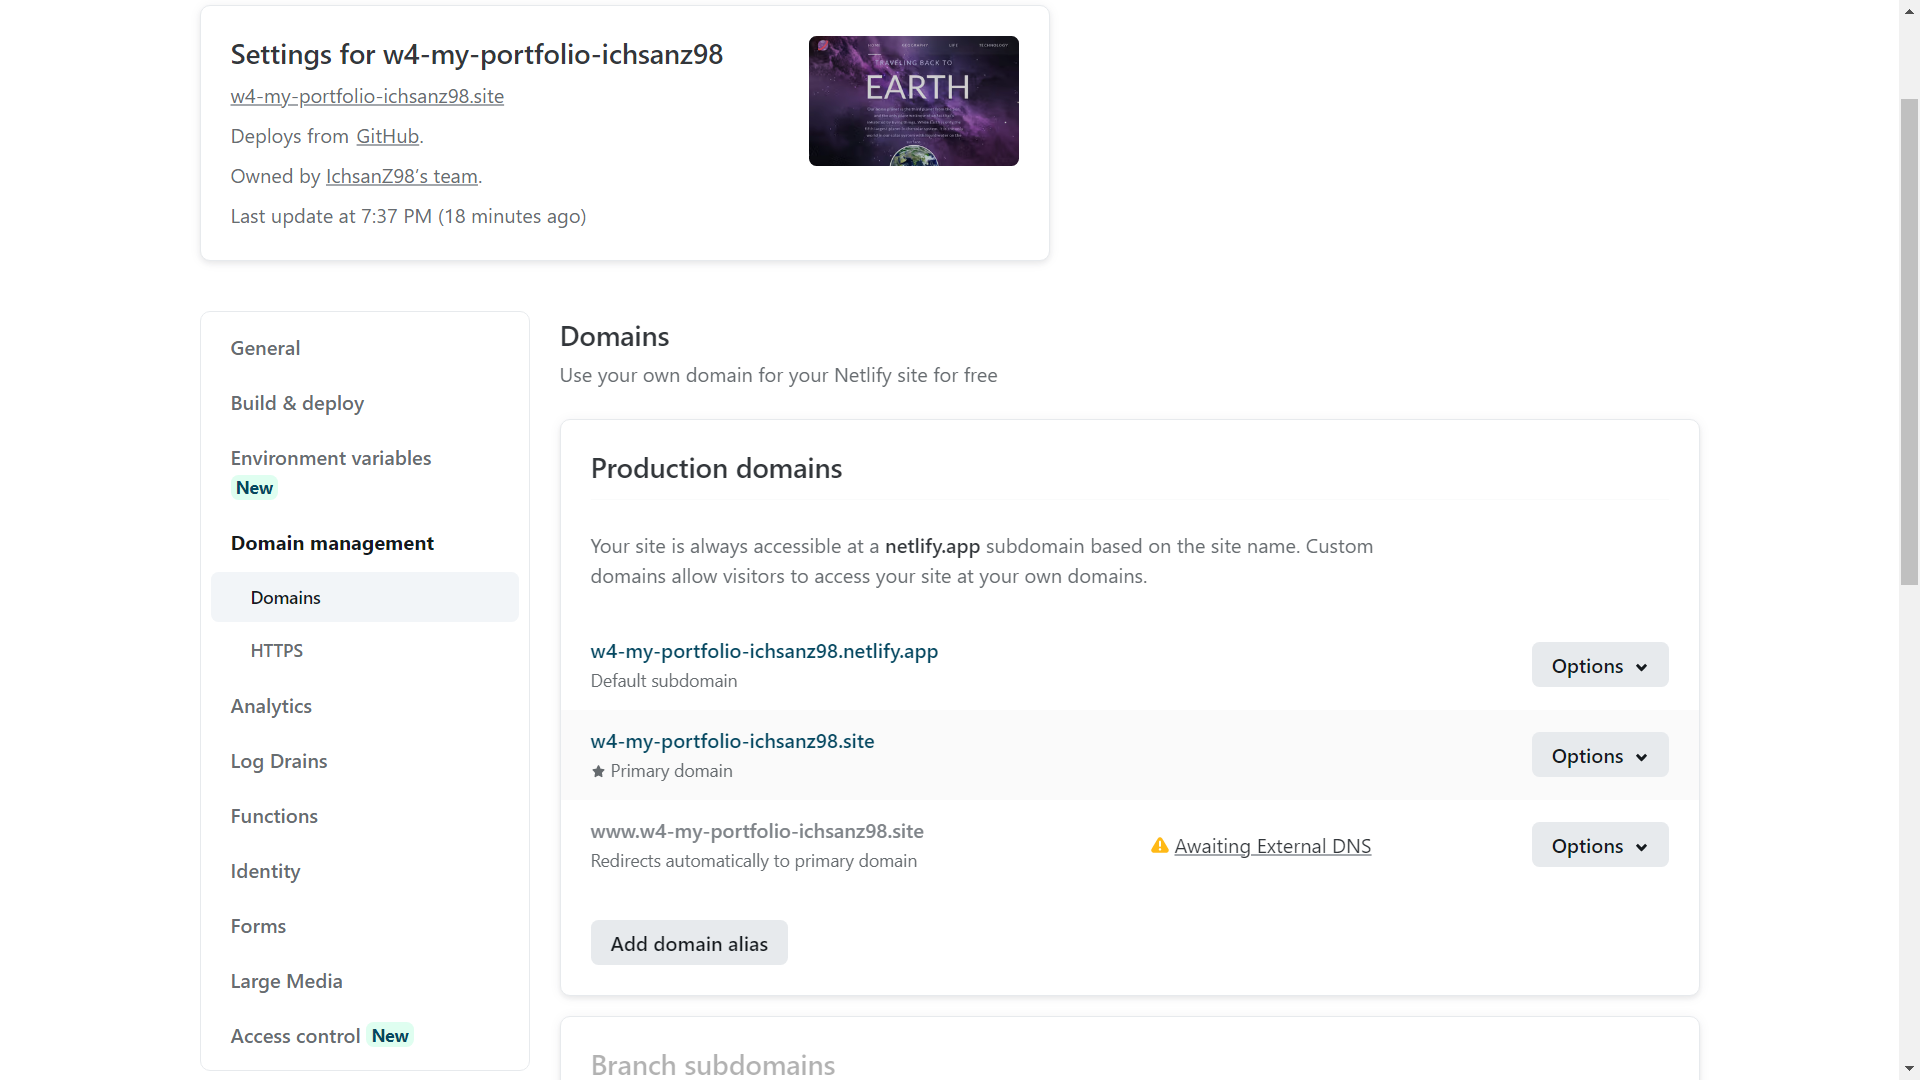 Settings for w4-my-portfolio-ichsanz98
w4-my-portfolio-ichsanz98.site
Deploys from GitHub.
Owned by IchsanZ98's team.
Last update at 7:37 PM (18 minutes ago)
TRAVELING BACK TO
EARTH
General
Build & deploy
Environment variables
New
Domain management
Domains
HTTPS
Analytics
Log Drains
Functions
Identity
Forms
Large Media
Access control New
Domains
Use your own domain for your Netlify site for free
Production domains
Your site is always accessible at a netlify.app subdomain based on the site name. Custom
domains allow visitors to access your site at your own domains.
w4-my-portfolio-ichsanz98.netlify.app
Default subdomain
Options
w4-my-portfolio-ichsanz98.site
Primary domain
Options
www.w4-my-portfolio-ichsanz98.site
Redirects automatically to primary domain
Awaiting External DNS
Options
Add domain alias
Branch subdomains